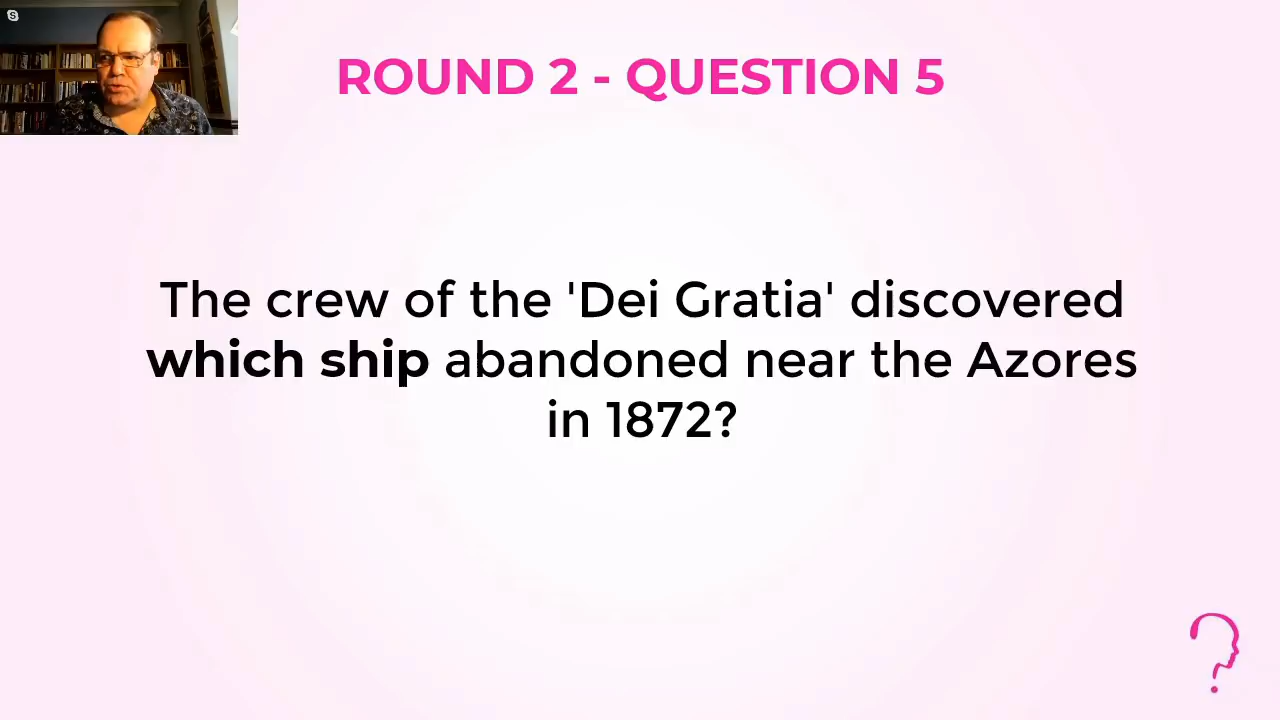 ROUND 2 - QUESTION 5
The crew of the 'Dei Gratia' discovered
which ship abandoned near the Azores
in 1872?